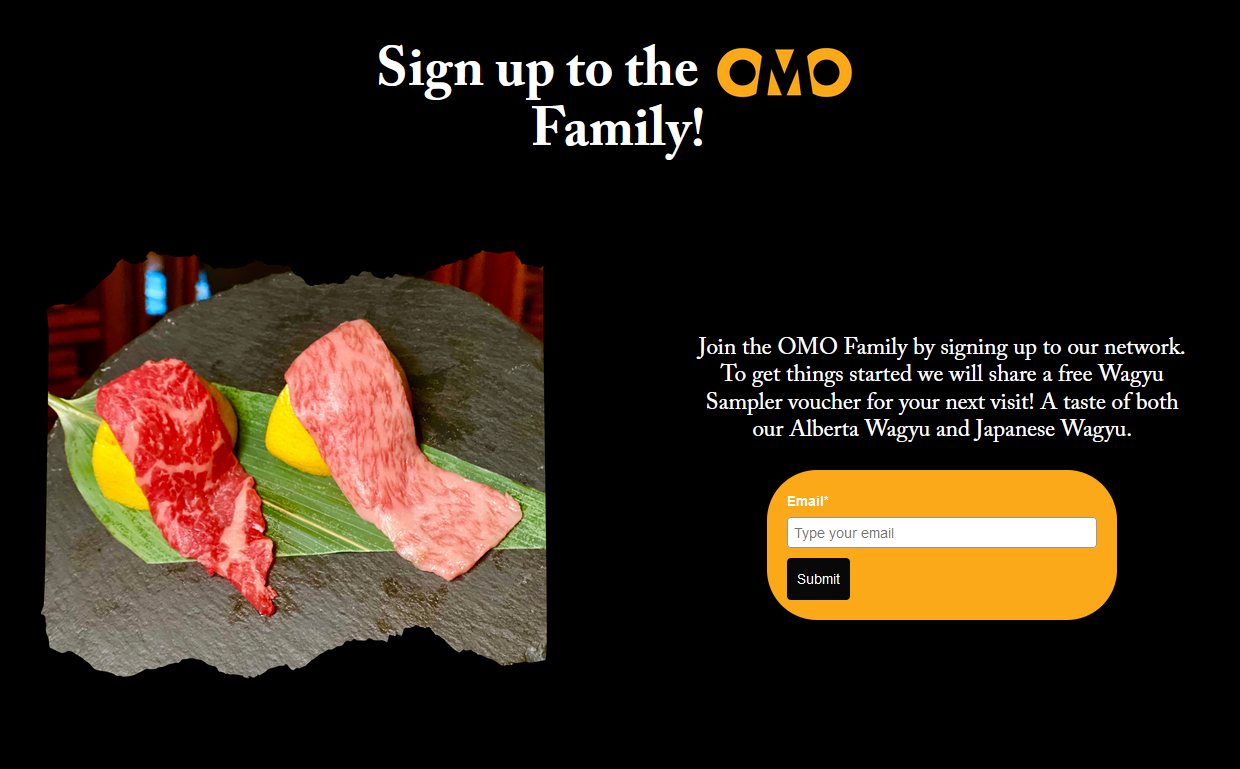 Sign up to the OMO
Family!
Join the OMO Family by signing up to our network.
To get things started we will share a free Wagyu
Sampler voucher for your next visit! A taste of both
our Alberta Wagyu and Japanese Wagyu.
Email*
Type your email
Submit